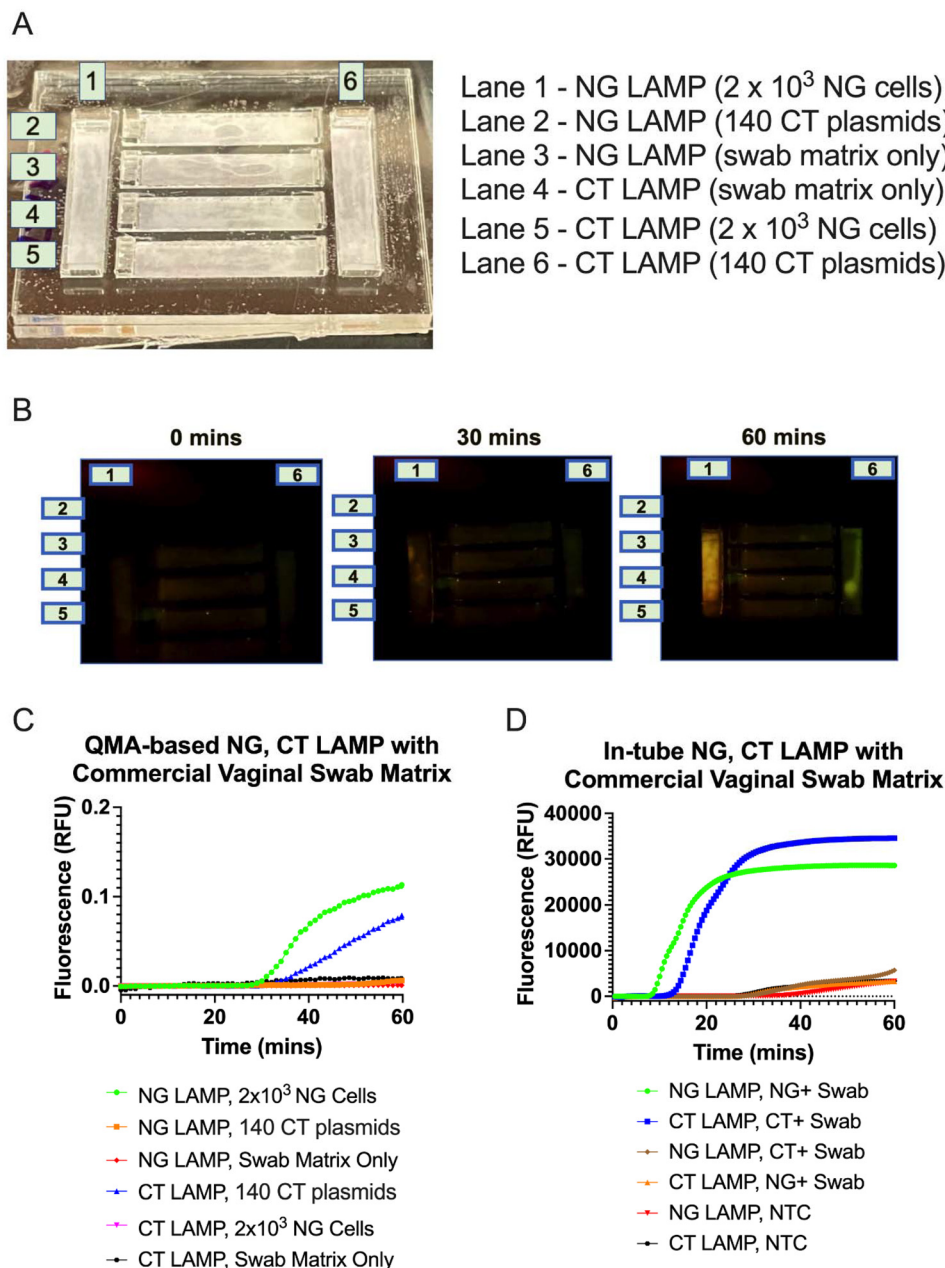 A
1
6
2
3
4
5
Lane 1 - NG LAMP (2 x 10³ NG cells)
Lane 2 - NG LAMP (140 CT plasmids)
Lane 3 - NG LAMP (swab matrix only)
Lane 4 - CT LAMP (swab matrix only)
Lane 5 - CT LAMP (2 x 10³ NG cells)
Lane 6 - CT LAMP (140 CT plasmids)
B
0 mins
30 mins
60 mins
1
6
2
3
4
5
1
6
2
3
4
5
1
6
2
3
4
5
C
QMA-based NG, CT LAMP with
Commercial Vaginal Swab Matrix
Fluorescence (RFU)
0.2
0.1
0.0
0
20
40
60
Time (mins)
NG LAMP, 2x10³ NG Cells
NG LAMP, 140 CT plasmids
NG LAMP, Swab Matrix Only
CT LAMP, 140 CT plasmids
CT LAMP, 2x10³ NG Cells
CT LAMP, Swab Matrix Only
D
In-tube NG, CT LAMP with
Commercial Vaginal Swab Matrix
Fluorescence (RFU)
40000
30000
20000
10000
0
0
20
40
60
Time (mins)
NG LAMP, NG+ Swab
CT LAMP, CT+ Swab
NG LAMP, CT+ Swab
CT LAMP, NG+ Swab
NG LAMP, NTC
CT LAMP, NTC